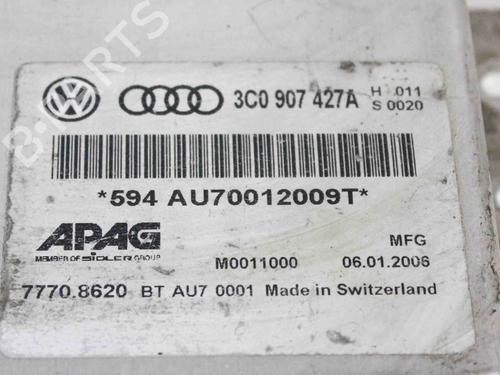 B-PARTS
3C0 907 427A H 011
S 0020
*594 AU70012009T*
APAG MFG
MEMBER OF SIDLER GROUP M0011000 06.01.2006
7770.8620 BT AU7 0001 Made in Switzerland